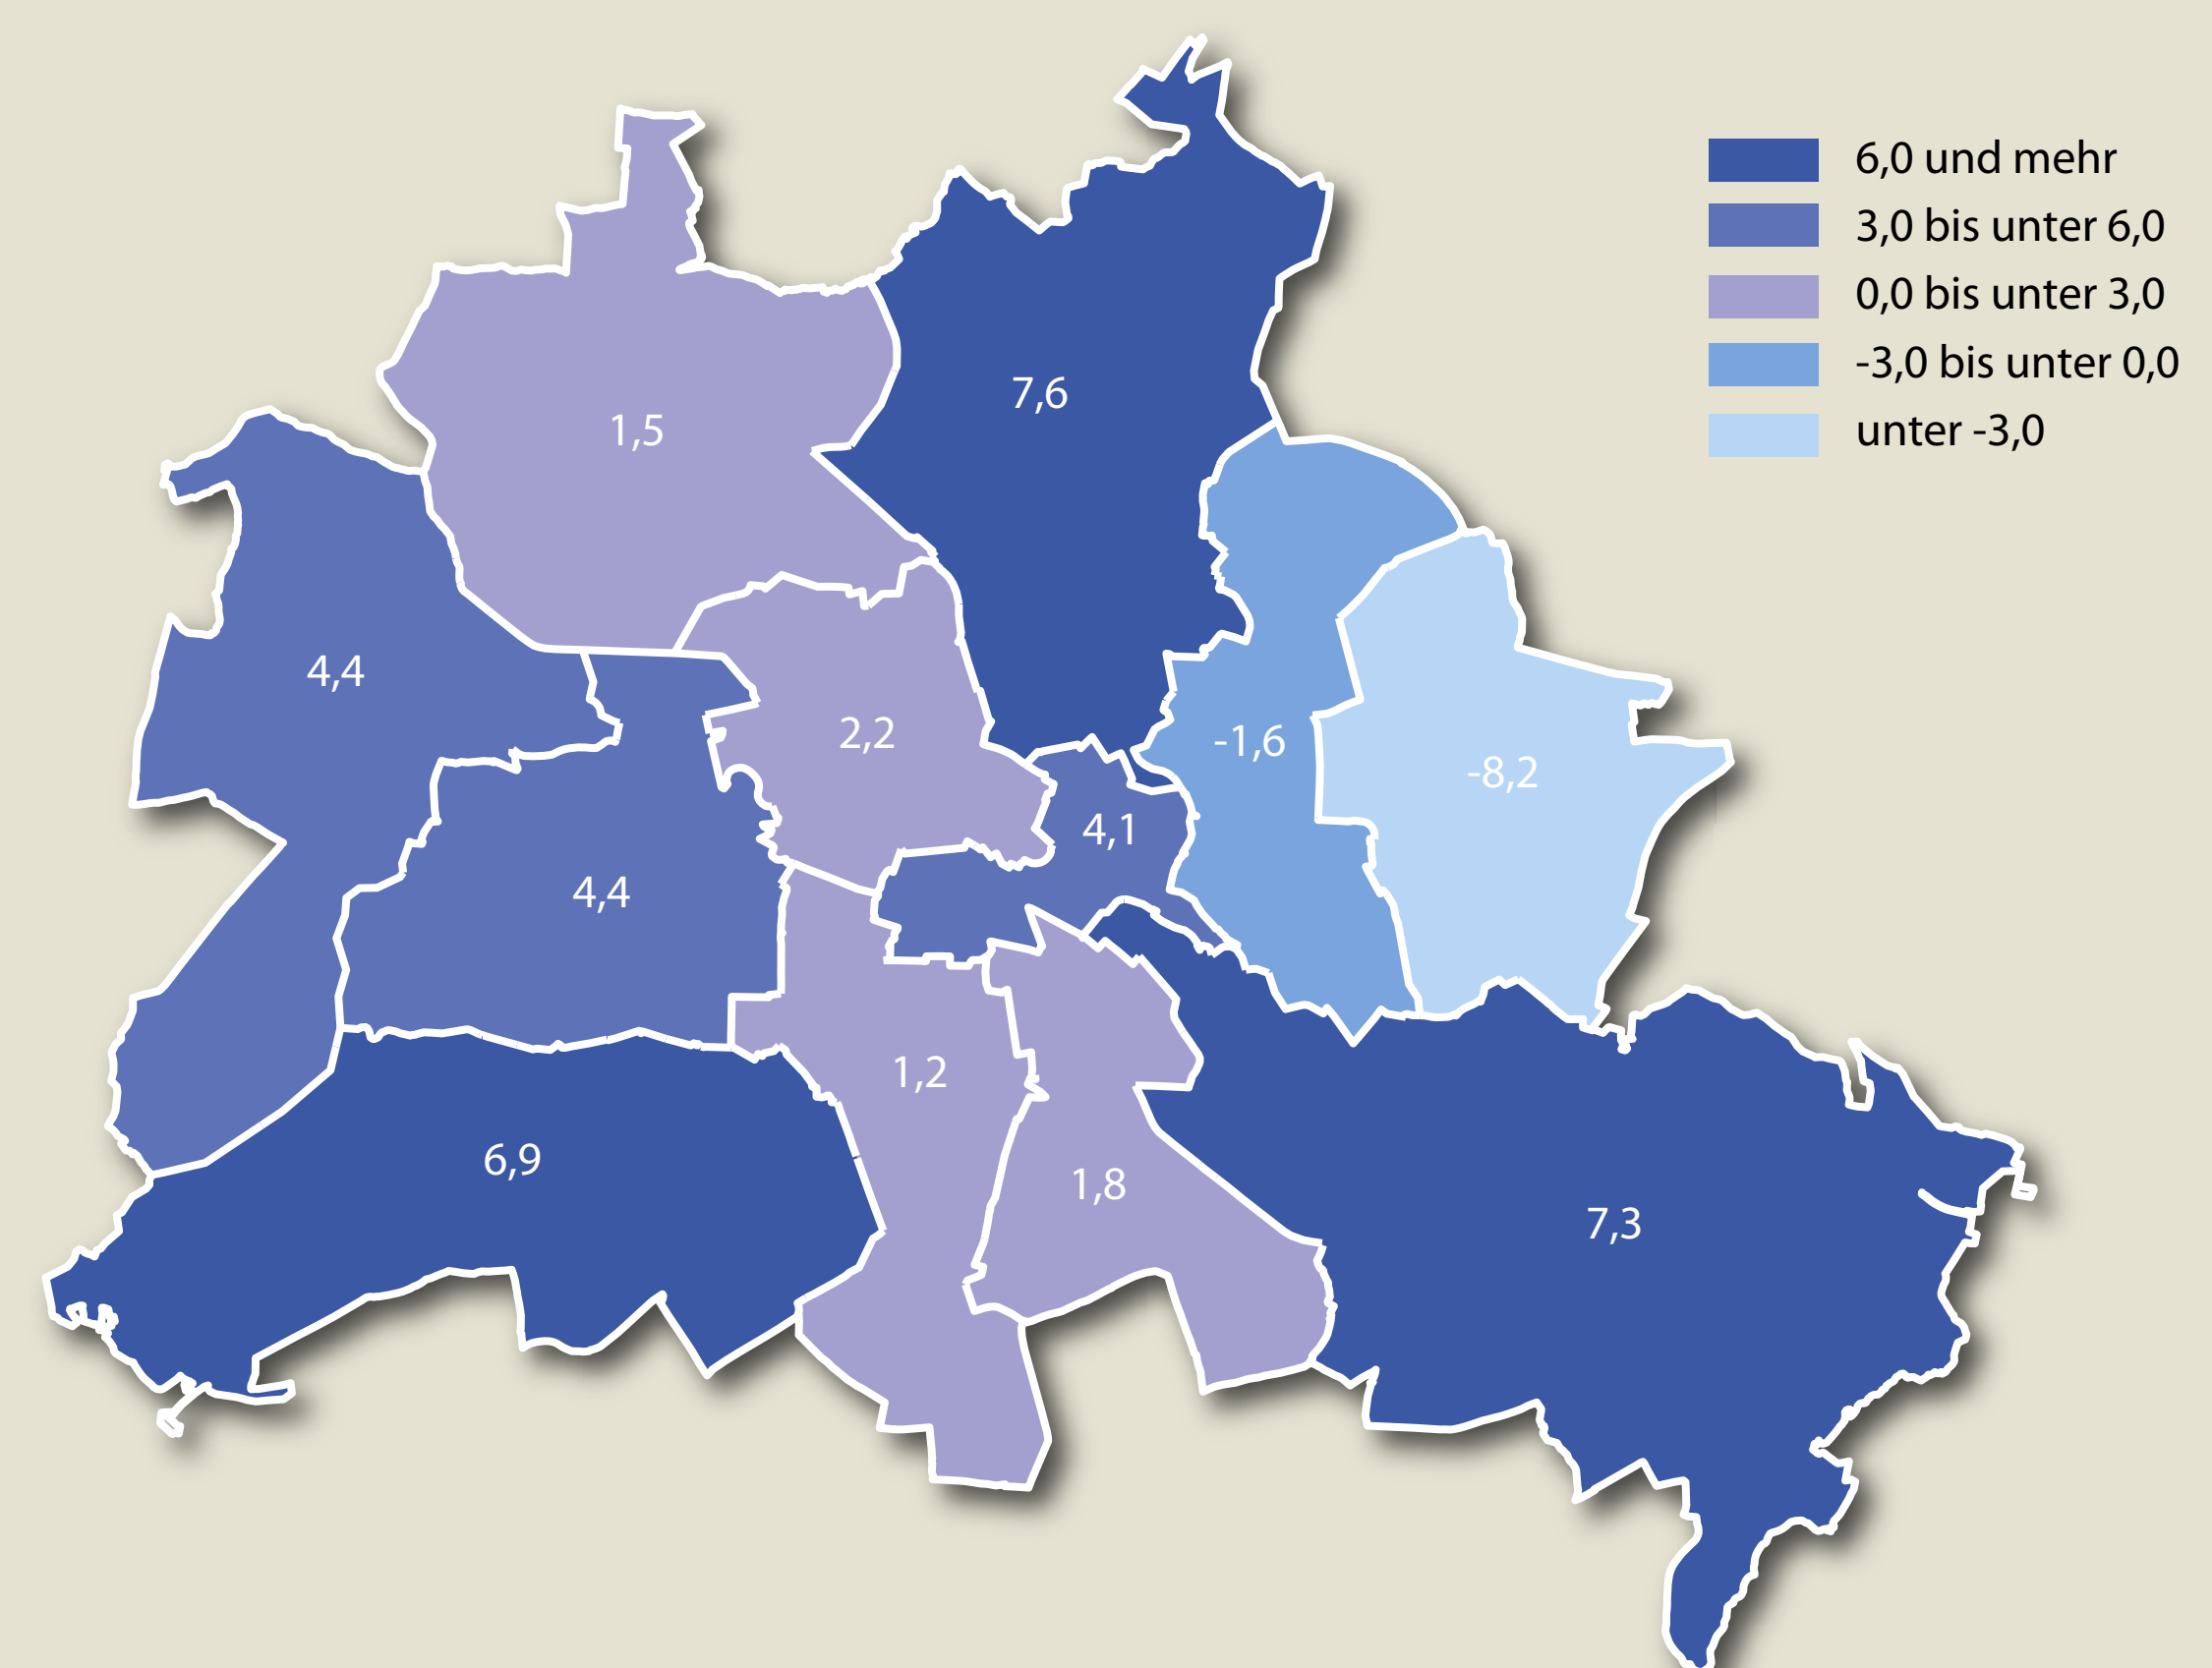 6,0 und mehr
3,0 bis unter 6,0
0,0 bis unter 3,0
-3,0 bis unter 0,0
unter -3,0
7,6
1,5
4,4
2,2
-1,6
-8,2
4,1
4,4
1,2
6,9
1,8
7,3